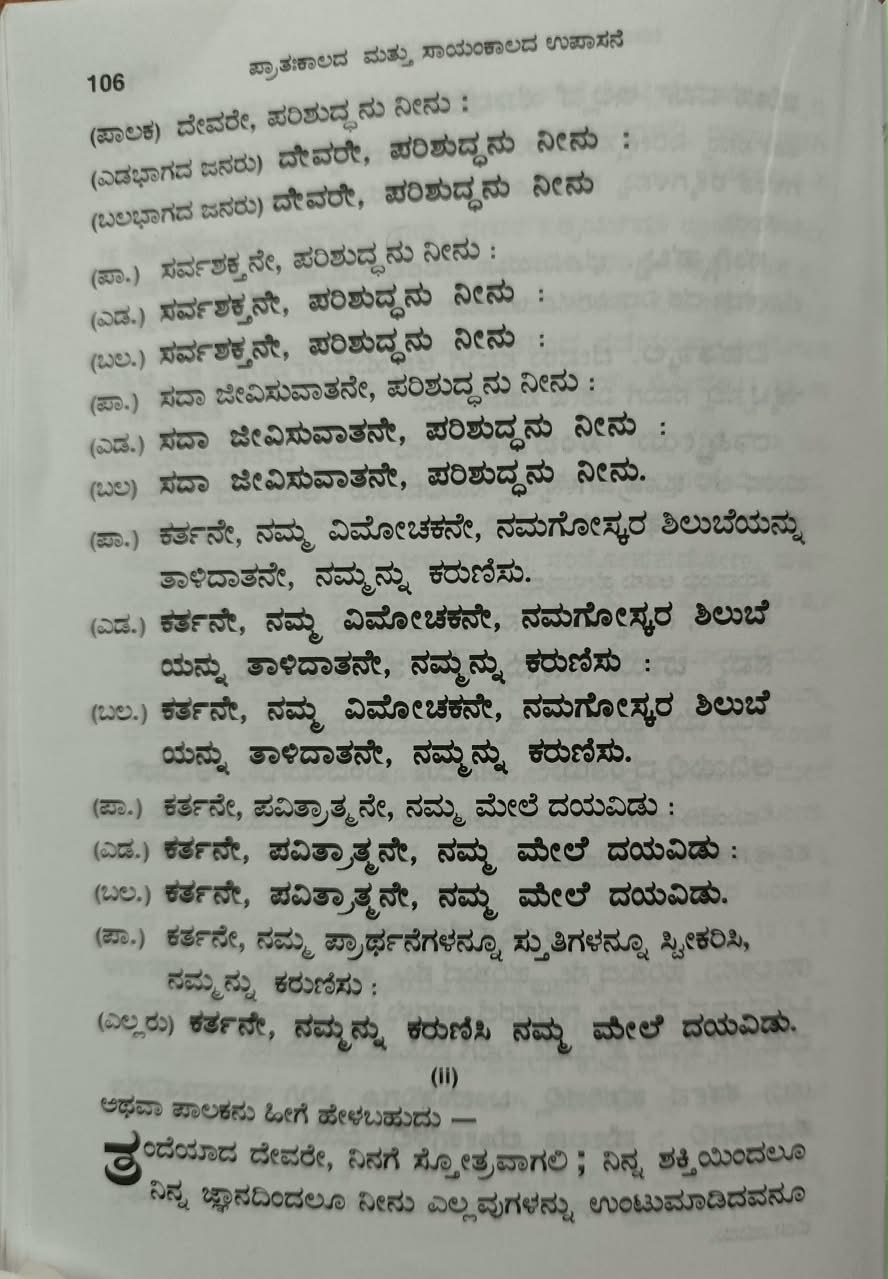 106
ಪ್ರಾತಃಕಾಲದ ಮತ್ತು ಸಾಯಂಕಾಲದ ಉಪಾಸನೆ
(ಪಾಲಕ) ದೇವರೇ, ಪರಿಶುದ್ಧನು ನೀನು :
(ಎಡಭಾಗದ ಜನರು) ದೇವರೇ, ಪರಿಶುದ್ಧನು ನೀನು :
(ಬಲಭಾಗದ ಜನರು) ದೇವರೇ, ಪರಿಶುದ್ಧನು ನೀನು
(ಪಾ.) ಸರ್ವಶಕ್ತನೇ, ಪರಿಶುದ್ಧನು ನೀನು :
(ಎಡ.) ಸರ್ವಶಕ್ತನೇ, ಪರಿಶುದ್ಧನು ನೀನು :
(ಬಲ.) ಸರ್ವಶಕ್ತನೇ, ಪರಿಶುದ್ಧನು ನೀನು :
(ಪಾ.) ಸದಾ ಜೀವಿಸುವಾತನೇ, ಪರಿಶುದ್ಧನು ನೀನು :
(ಎಡ.) ಸದಾ ಜೀವಿಸುವಾತನೇ, ಪರಿಶುದ್ಧನು ನೀನು :
(ಬಲ) ಸದಾ ಜೀವಿಸುವಾತನೇ, ಪರಿಶುದ್ಧನು ನೀನು.
(ಪಾ.) ಕರ್ತನೇ, ನಮ್ಮ ವಿಮೋಚಕನೇ, ನಮಗೋಸ್ಕರ ಶಿಲುಬೆಯನ್ನು
ತಾಳಿದಾತನೇ, ನಮ್ಮನ್ನು ಕರುಣಿಸು.
(ಎಡ.) ಕರ್ತನೇ, ನಮ್ಮ ವಿಮೋಚಕನೇ, ನಮಗೋಸ್ಕರ ಶಿಲುಬೆ
ಯನ್ನು ತಾಳಿದಾತನೇ, ನಮ್ಮನ್ನು ಕರುಣಿಸು :
(ಬಲ.) ಕರ್ತನೇ, ನಮ್ಮ ವಿಮೋಚಕನೇ, ನಮಗೋಸ್ಕರ ಶಿಲುಬೆ
ಯನ್ನು ತಾಳಿದಾತನೇ, ನಮ್ಮನ್ನು ಕರುಣಿಸು.
(ಪಾ.) ಕರ್ತನೇ, ಪವಿತ್ರಾತ್ಮನೇ, ನಮ್ಮ ಮೇಲೆ ದಯವಿಡು :
(ಎಡ.) ಕರ್ತನೇ, ಪವಿತ್ರಾತ್ಮನೇ, ನಮ್ಮ ಮೇಲೆ ದಯವಿಡು :
(ಬಲ.) ಕರ್ತನೇ, ಪವಿತ್ರಾತ್ಮನೇ, ನಮ್ಮ ಮೇಲೆ ದಯವಿಡು.
(ಪಾ.) ಕರ್ತನೇ, ನಮ್ಮ ಪ್ರಾರ್ಥನೆಗಳನ್ನೂ ಸ್ತುತಿಗಳನ್ನೂ ಸ್ವೀಕರಿಸಿ,
ನಮ್ಮನ್ನು ಕರುಣಿಸು :
(ಎಲ್ಲರು) ಕರ್ತನೇ, ನಮ್ಮನ್ನು ಕರುಣಿಸಿ ನಮ್ಮ ಮೇಲೆ ದಯವಿಡು.
(ii)
ಅಥವಾ ಪಾಲಕನು ಹೀಗೆ ಹೇಳಬಹುದು —
ತಂದೆಯಾದ ದೇವರೇ, ನಿನಗೆ ಸ್ತೋತ್ರವಾಗಲಿ ; ನಿನ್ನ ಶಕ್ತಿಯಿಂದಲೂ
ನಿನ್ನ ಜ್ಞಾನದಿಂದಲೂ ನೀನು ಎಲ್ಲವುಗಳನ್ನು ಉಂಟುಮಾಡಿದವನೂ